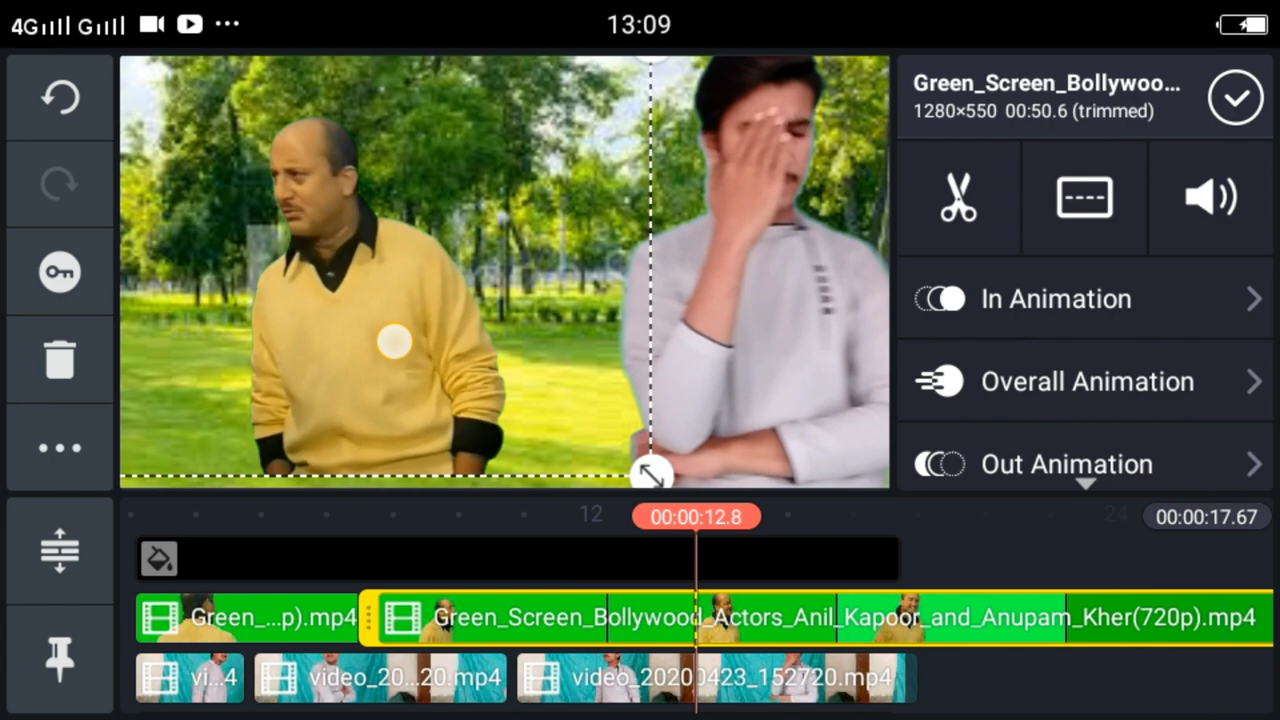 4G G 13:09
Green_Screen_Bollywoo...
1280×550 00:50.6 (trimmed)
In Animation
Overall Animation
Out Animation
12 00:00:12.8 24 00:00:17.67
Green_...p).mp4 Green_Screen_Bollywood_Actors_Anil_Kapoor_and_Anupam_Kher(720p).mp4
vi...4 video_20...20.mp4 video_20200423_152720.mp4